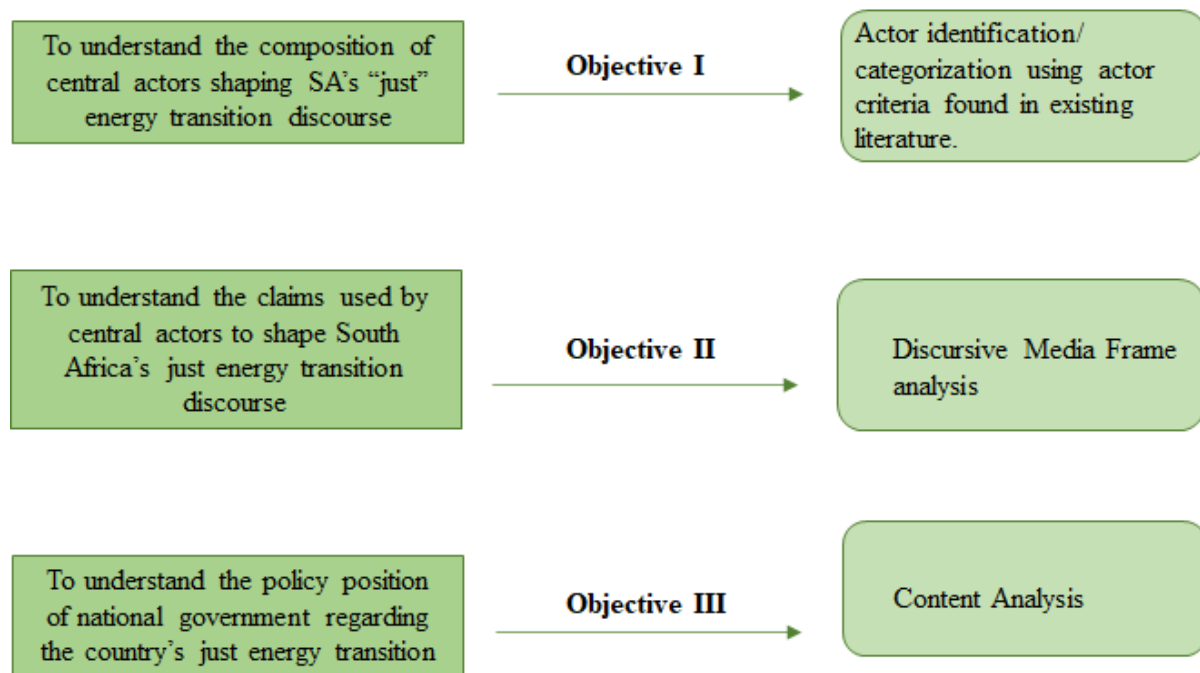 To understand the composition of
central actors shaping SA's “just”
energy transition discourse
Objective I
Actor identification/
categorization using actor
criteria found in existing
literature.
To understand the claims used by
central actors to shape South
Africa's just energy transition
discourse
Objective II
Discursive Media Frame
analysis
To understand the policy position
of national government regarding
the country's just energy transition
Objective III
Content Analysis